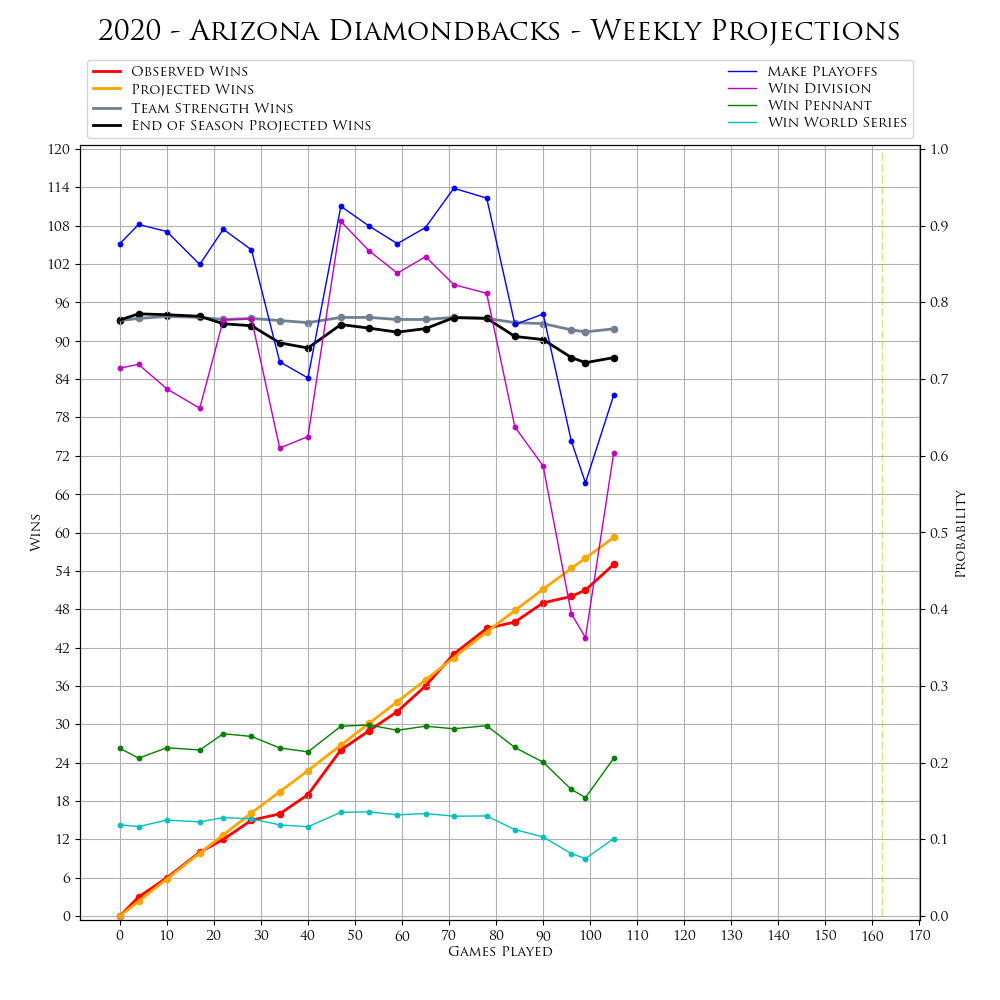 2020 - Arizona Diamondbacks - Weekly Projections
Observed Wins
Projected Wins
Team Strength Wins
End of Season Projected Wins
Make Playoffs
Win Division
Win Pennant
Win World Series
120
114
108
102
96
90
84
78
72
66
60
54
48
42
36
30
24
18
12
6
0
Wins
1.0
0.9
0.8
0.7
0.6
0.5
0.4
0.3
0.2
0.1
0.0
Probability
0 10 20 30 40 50 60 70 80 90 100 110 120 130 140 150 160 170
Games Played